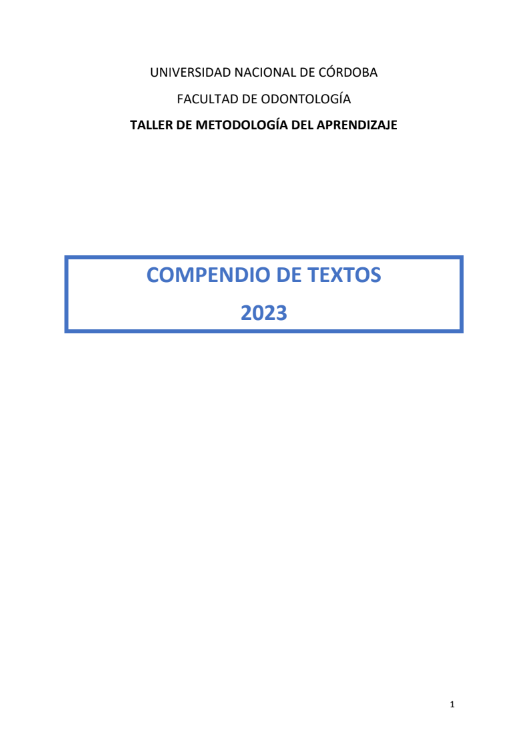 UNIVERSIDAD NACIONAL DE CÓRDOBA
FACULTAD DE ODONTOLOGÍA
TALLER DE METODOLOGÍA DEL APRENDIZAJE
COMPENDIO DE TEXTOS
2023
1